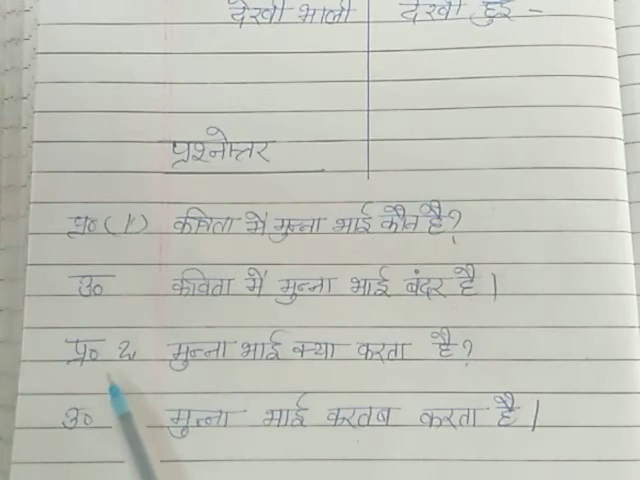 देखी भाली देखी हुई -
प्रश्नोत्तर
प्र० (1) कविता में मुन्ना भाई कौन है?
उ० कविता में मुन्ना भाई बंदर है।
प्र० 2 मुन्ना भाई क्या करता है?
उ० मुन्ना भाई करतब करता है।